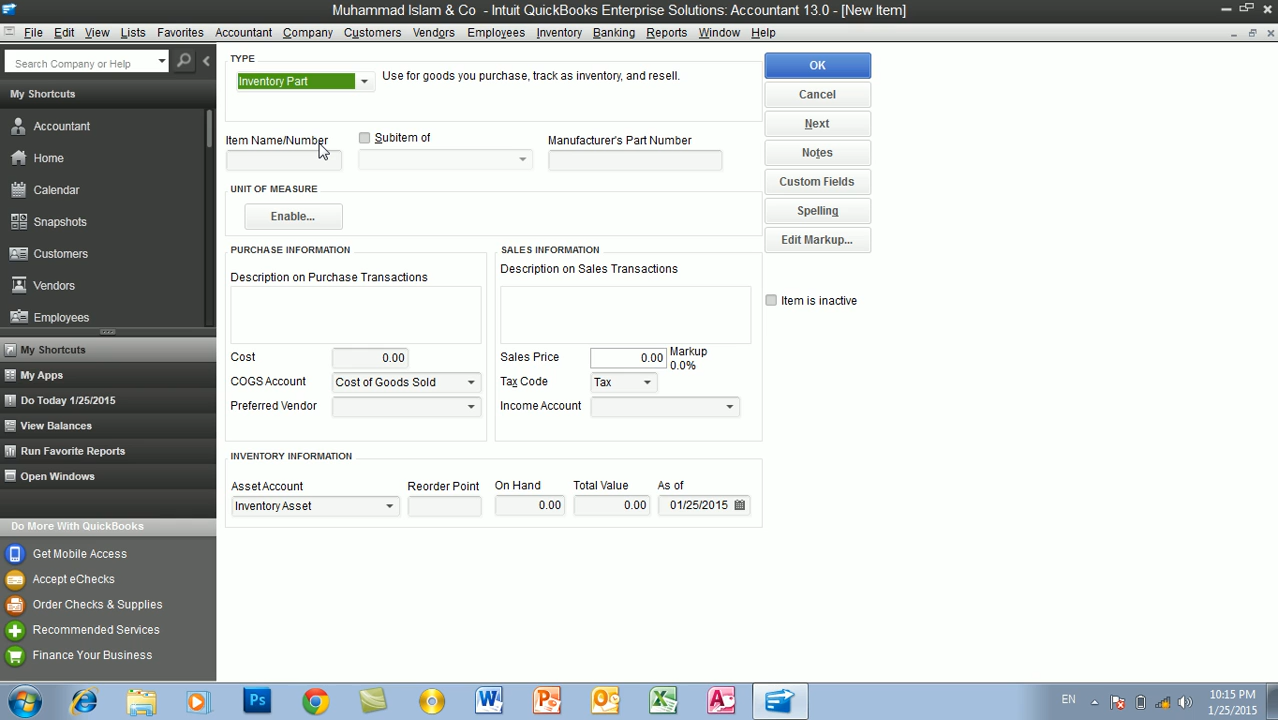 Muhammad Islam & Co - Intuit QuickBooks Enterprise Solutions: Accountant 13.0 - [New Item]
File Edit View Lists Favorites Accountant Company Customers Vendors Employees Inventory Banking Reports Window Help
Search Company or Help
My Shortcuts
Accountant
Home
Calendar
Snapshots
Customers
Vendors
Employees
My Shortcuts
My Apps
Do Today 1/25/2015
View Balances
Run Favorite Reports
Open Windows
Do More With QuickBooks
Get Mobile Access
Accept eChecks
Order Checks & Supplies
Recommended Services
Finance Your Business
TYPE
Inventory Part
Use for goods you purchase, track as inventory, and resell.
Item Name/Number
Subitem of
Manufacturer's Part Number
UNIT OF MEASURE
Enable...
PURCHASE INFORMATION
Description on Purchase Transactions
Cost 0.00
COGS Account Cost of Goods Sold
Preferred Vendor
SALES INFORMATION
Description on Sales Transactions
Sales Price 0.00 Markup
0.0%
Tax Code Tax
Income Account
INVENTORY INFORMATION
Asset Account Reorder Point On Hand Total Value As of
Inventory Asset 0.00 0.00 01/25/2015
OK
Cancel
Next
Notes
Custom Fields
Spelling
Edit Markup...
Item is inactive
Ps
EN
10:15 PM
1/25/2015